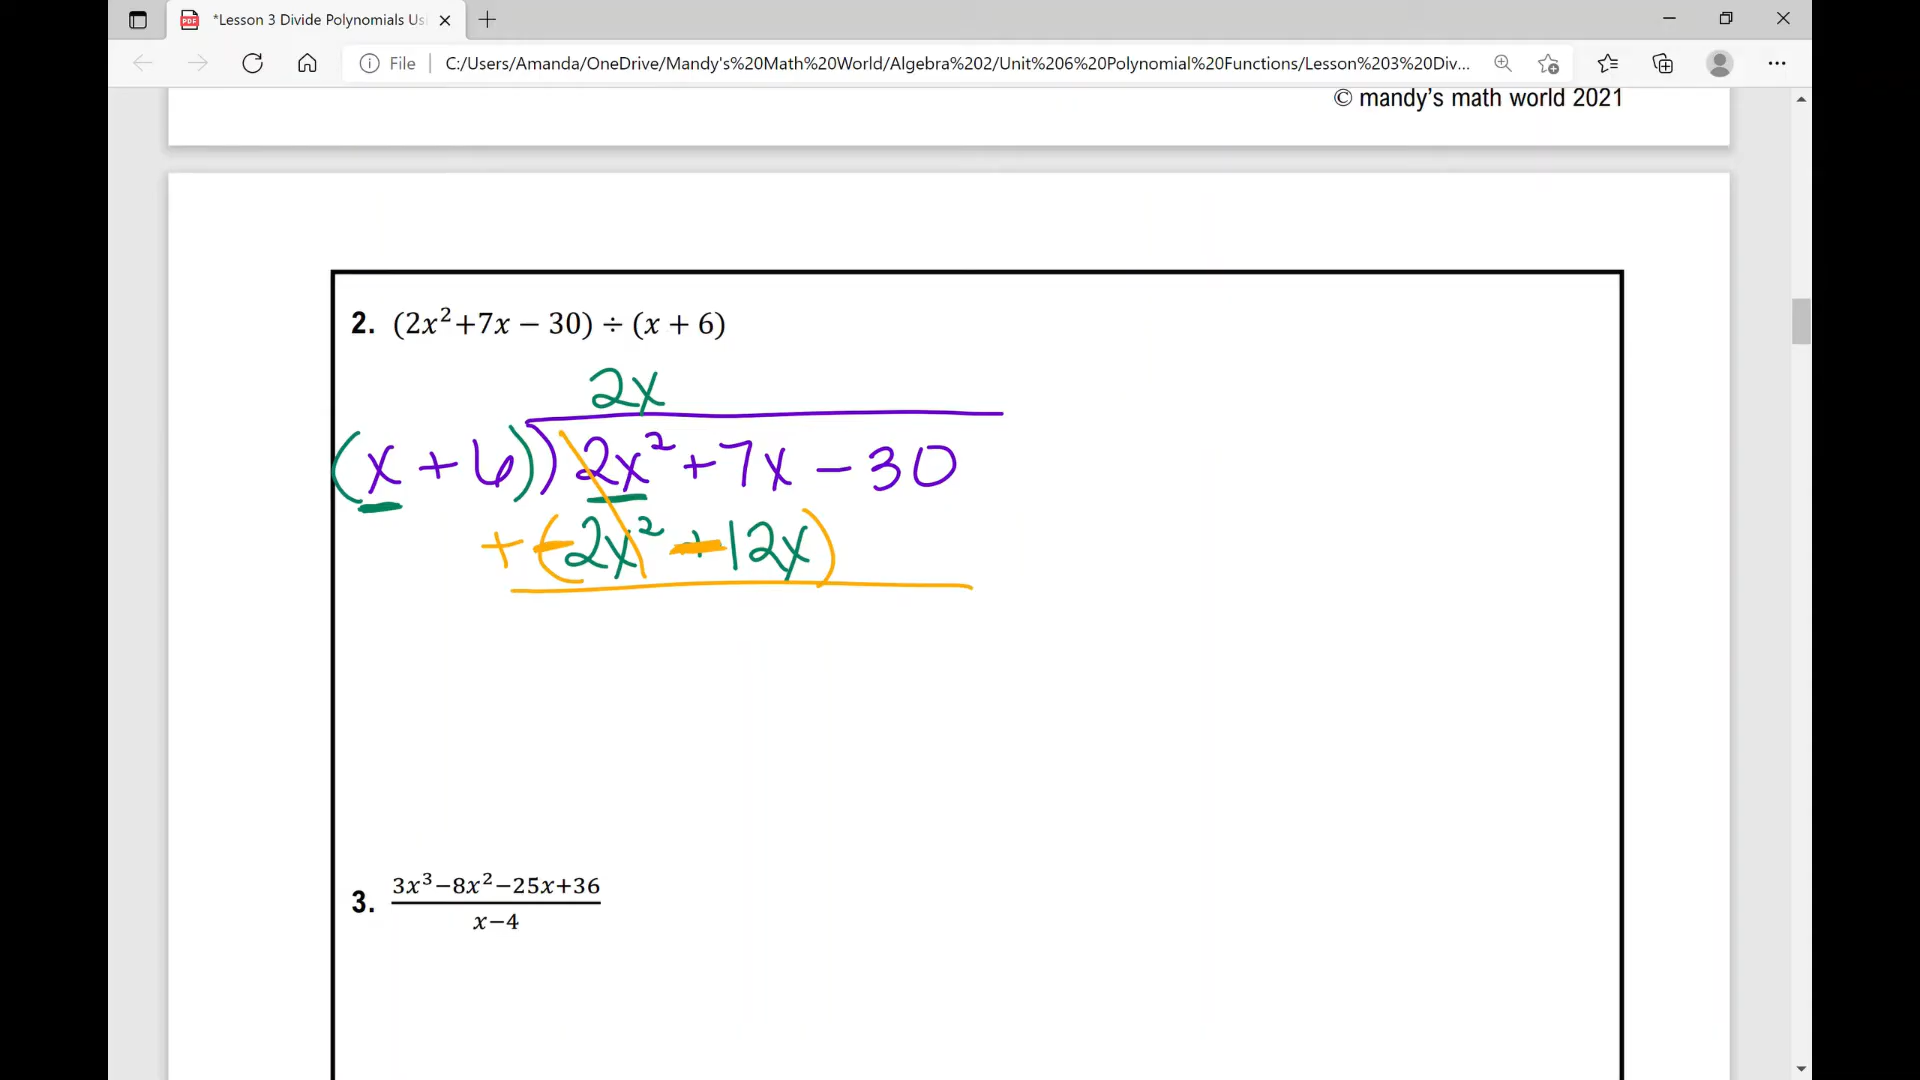 *Lesson 3 Divide Polynomials Us
File C:/Users/Amanda/OneDrive/Mandy's%20Math%20World/Algebra%202/Unit%206%20Polynomial%20Functions/Lesson%203%20Div...
© mandy's math world 2021
2. (2x²+7x − 30) ÷ (x + 6)
2x
(x + 6) ) 2x² + 7x − 30
+ (−2x² − 12x)
3. 3x³−8x²−25x+36
x−4